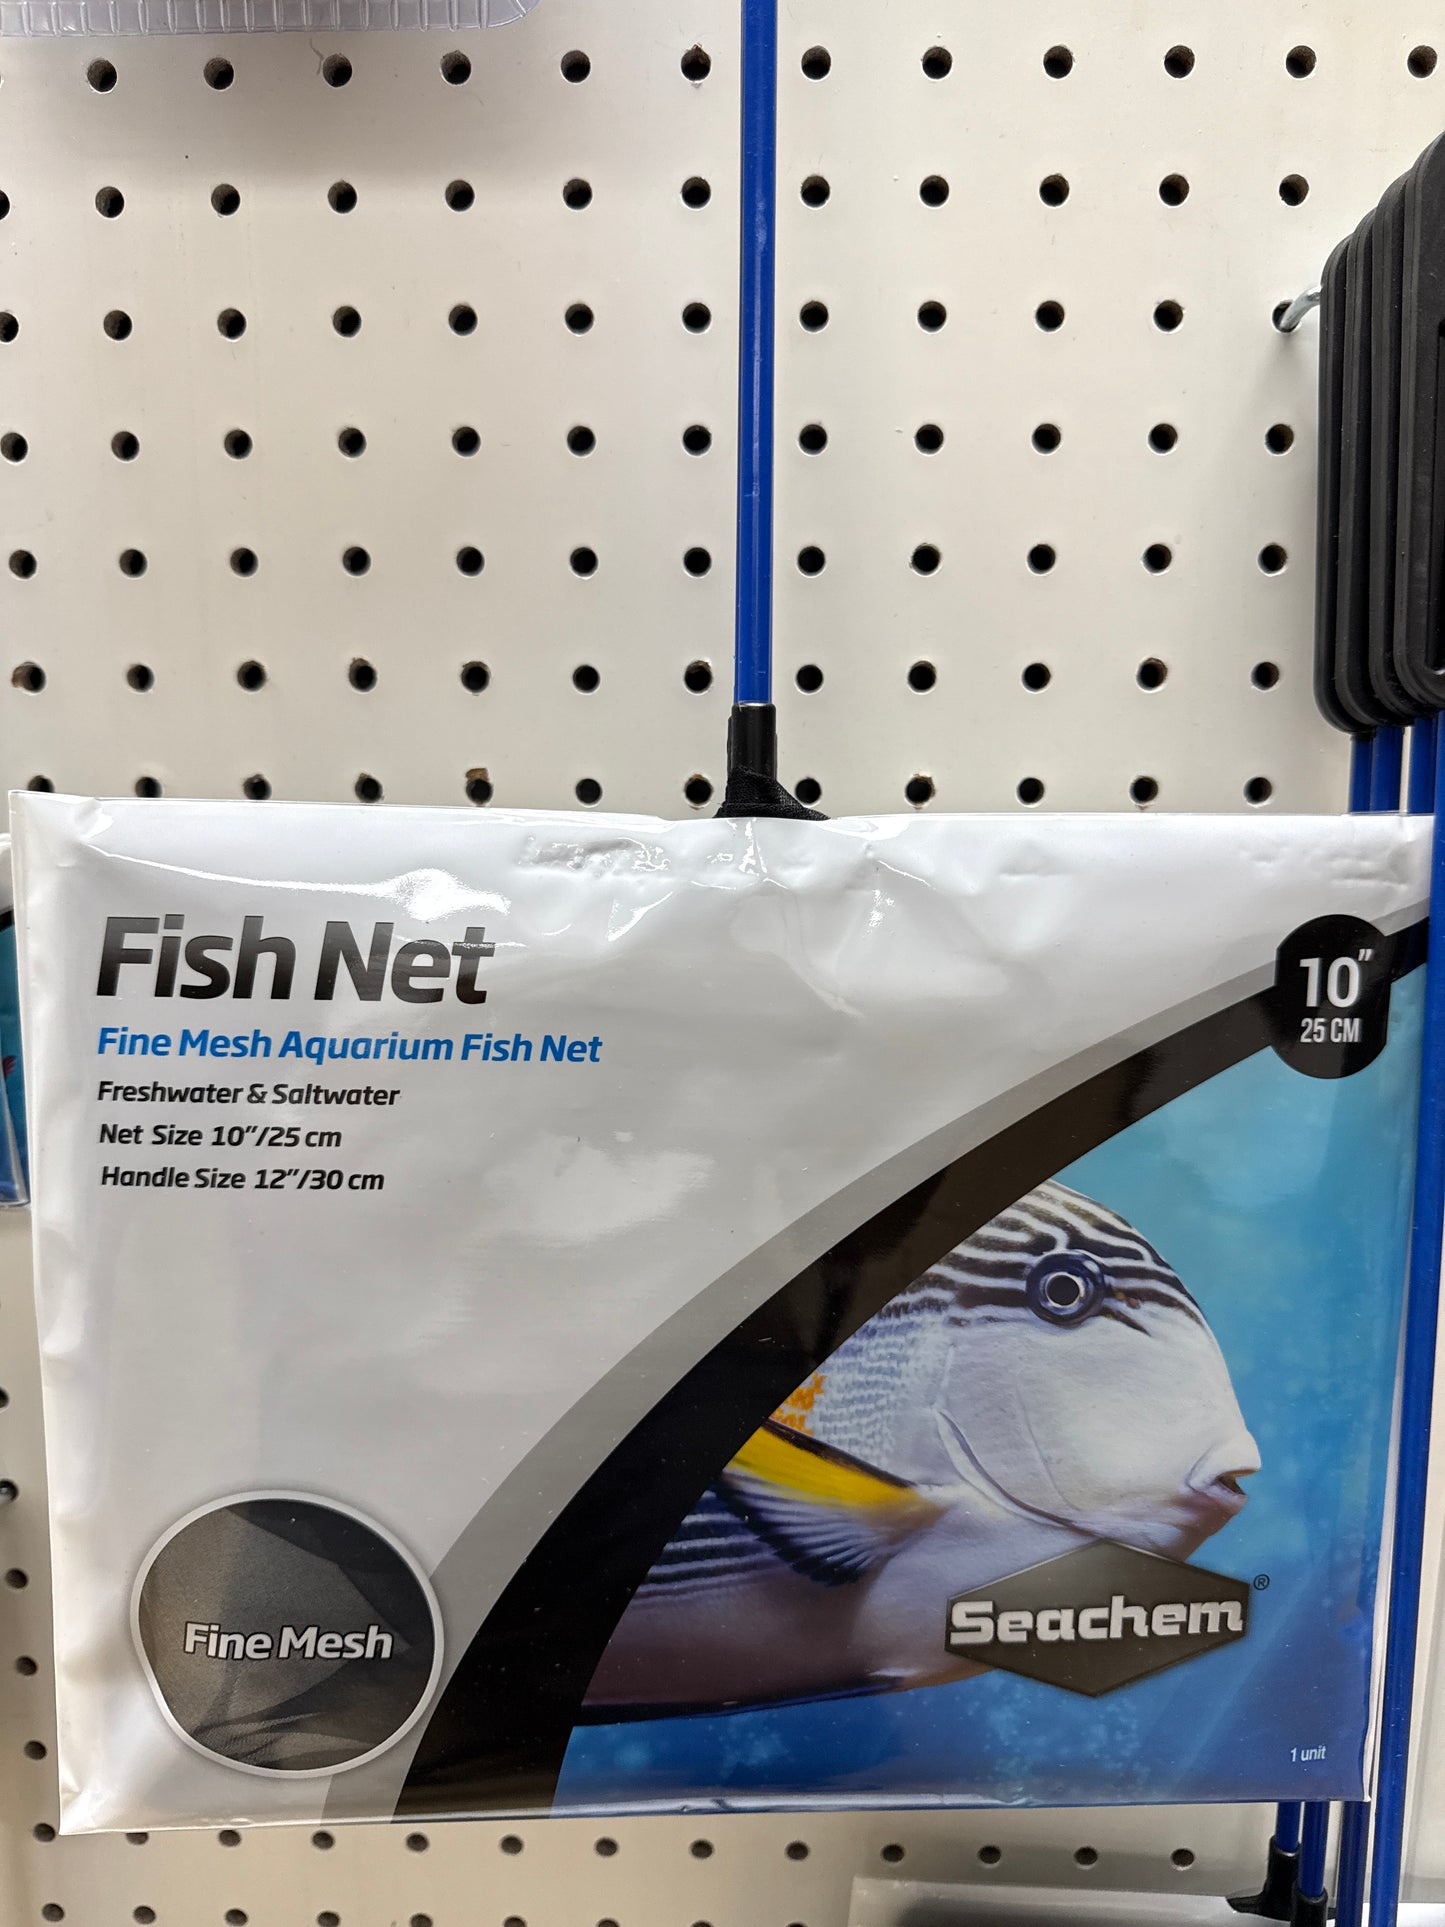 Fish Net
Fine Mesh Aquarium Fish Net
Freshwater & Saltwater
Net Size 10"/25 cm
Handle Size 12"/30 cm
10"
25 CM
Fine Mesh
Seachem®
1 unit